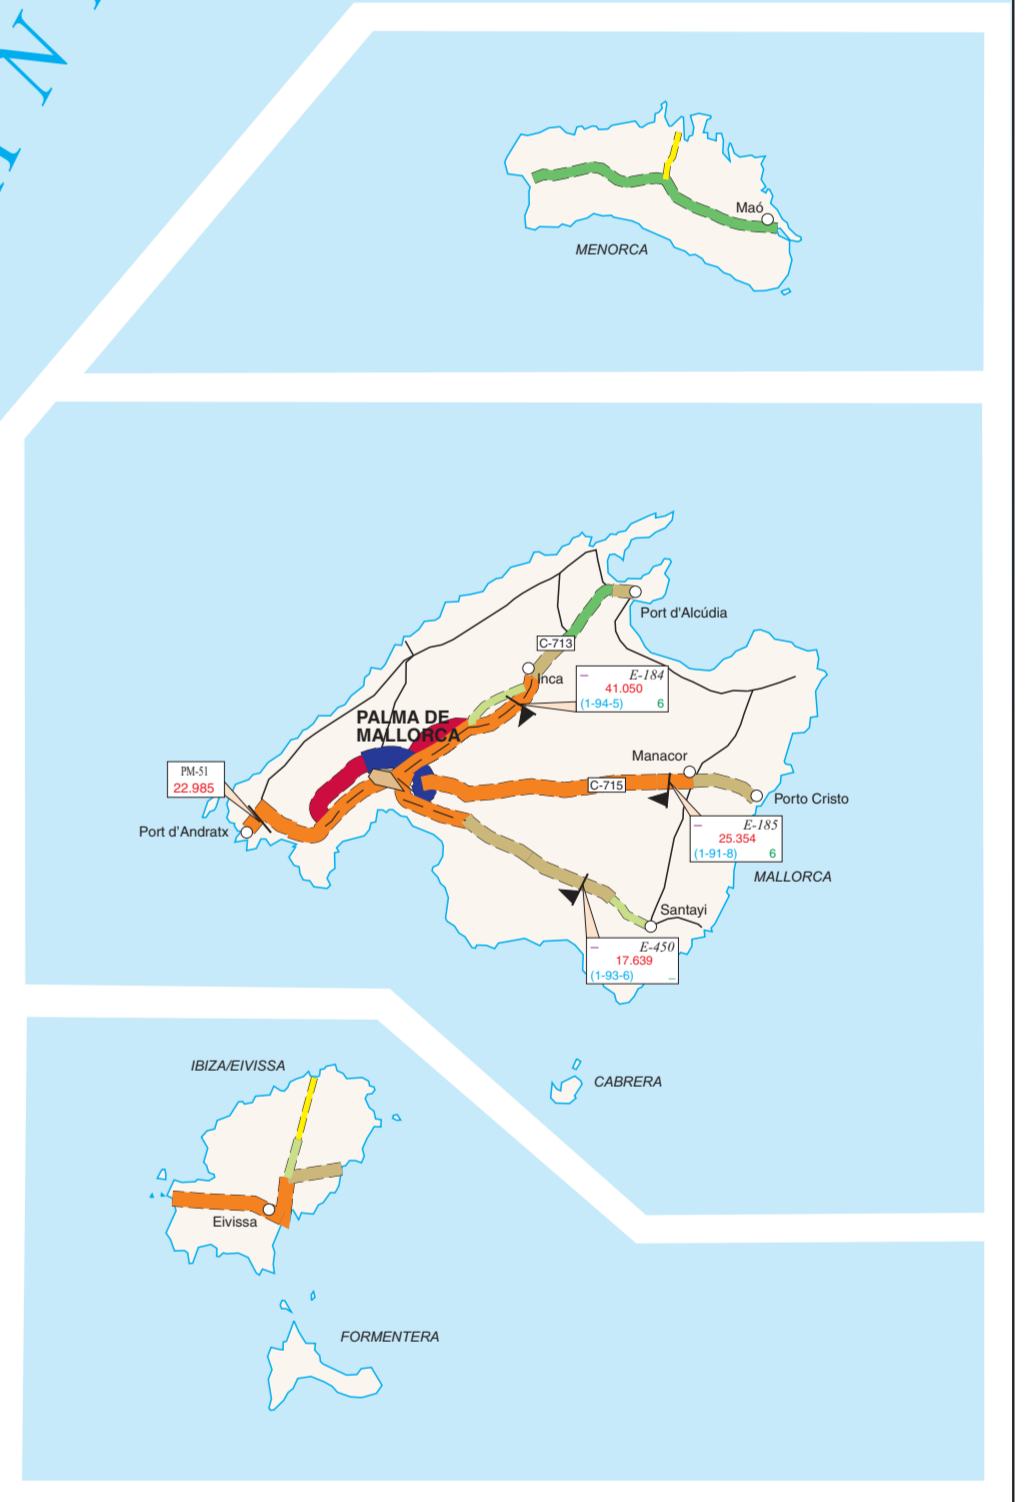 N
Maó
MENORCA
Port d'Alcúdia
C-713
Inca
– E-184
41.050
(1-94-5) 6
PALMA DE
MALLORCA
Manacor
PM-51
22.985
C-715
Porto Cristo
Port d'Andratx
– E-185
25.354
(1-91-8) 6
MALLORCA
Santayi
– E-450
17.639
(1-93-6) –
IBIZA/EIVISSA
CABRERA
Eivissa
FORMENTERA